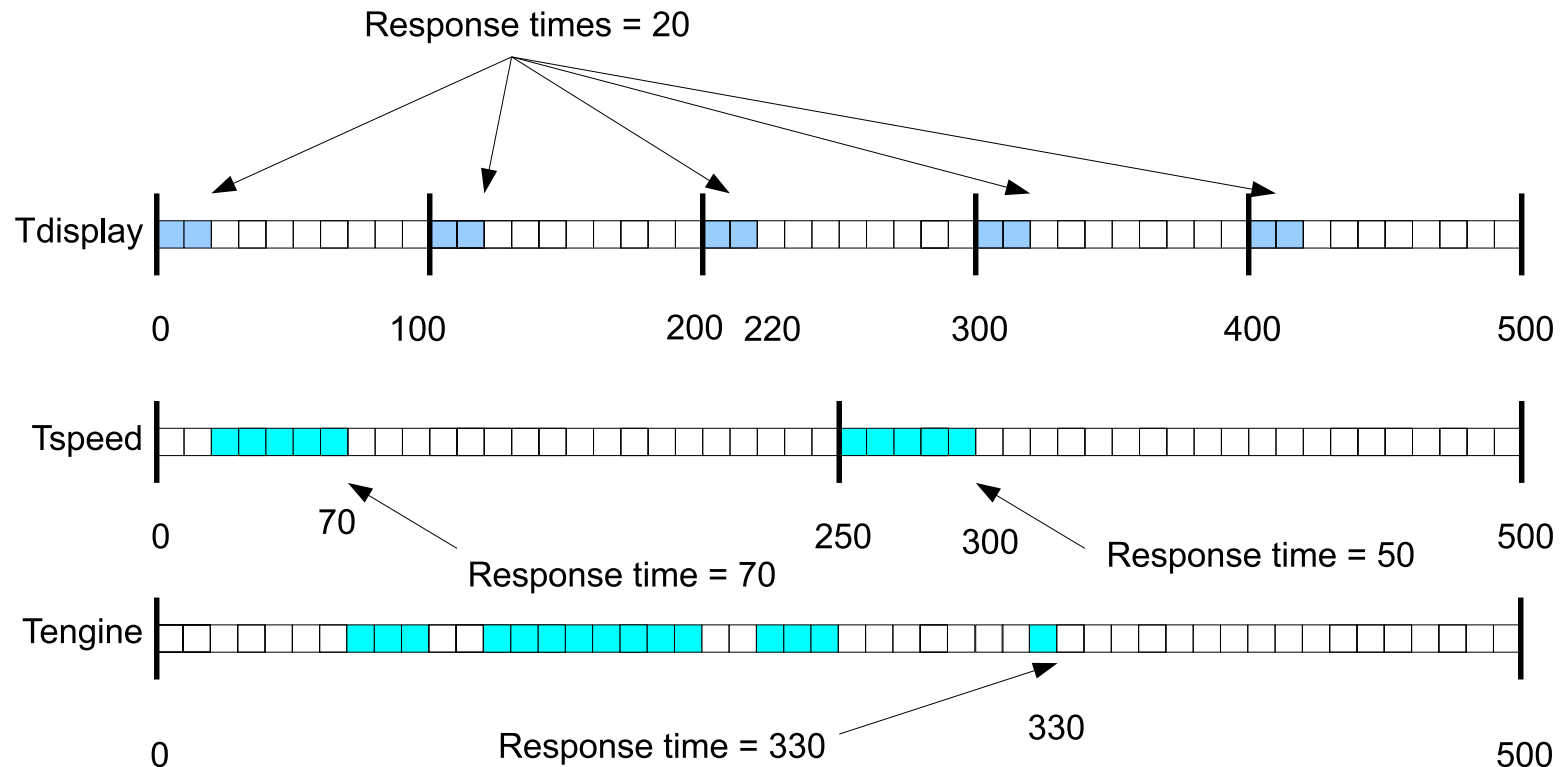 Response times = 20
Tdisplay
0 100 200 220 300 400 500
Tspeed
0 70 250 300 500
Response time = 70
Response time = 50
Tengine
0 330 500
Response time = 330